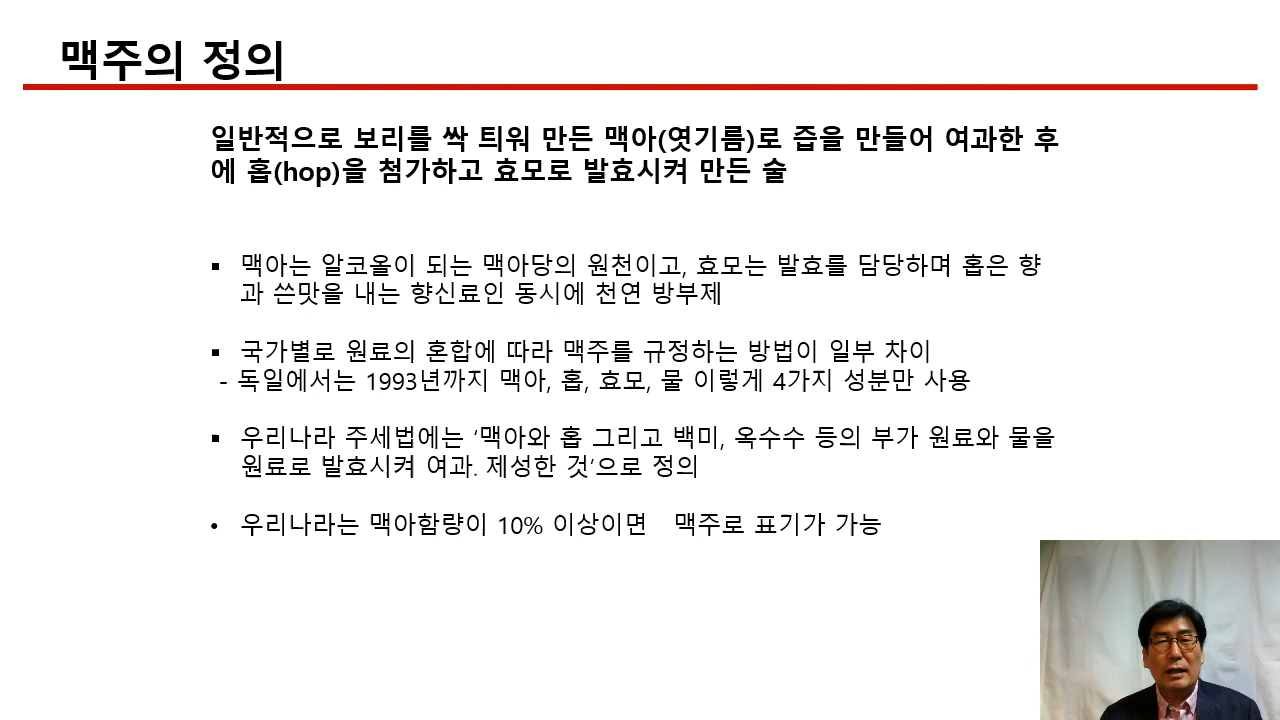 맥주의 정의
일반적으로 보리를 싹 틔워 만든 맥아(엿기름)로 즙을 만들어 여과한 후
에 홉(hop)을 첨가하고 효모로 발효시켜 만든 술
▪ 맥아는 알코올이 되는 맥아당의 원천이고, 효모는 발효를 담당하며 홉은 향
과 쓴맛을 내는 향신료인 동시에 천연 방부제
▪ 국가별로 원료의 혼합에 따라 맥주를 규정하는 방법이 일부 차이
- 독일에서는 1993년까지 맥아, 홉, 효모, 물 이렇게 4가지 성분만 사용
▪ 우리나라 주세법에는 ‘맥아와 홉 그리고 백미, 옥수수 등의 부가 원료와 물을
원료로 발효시켜 여과. 제성한 것’으로 정의
• 우리나라는 맥아함량이 10% 이상이면 맥주로 표기가 가능